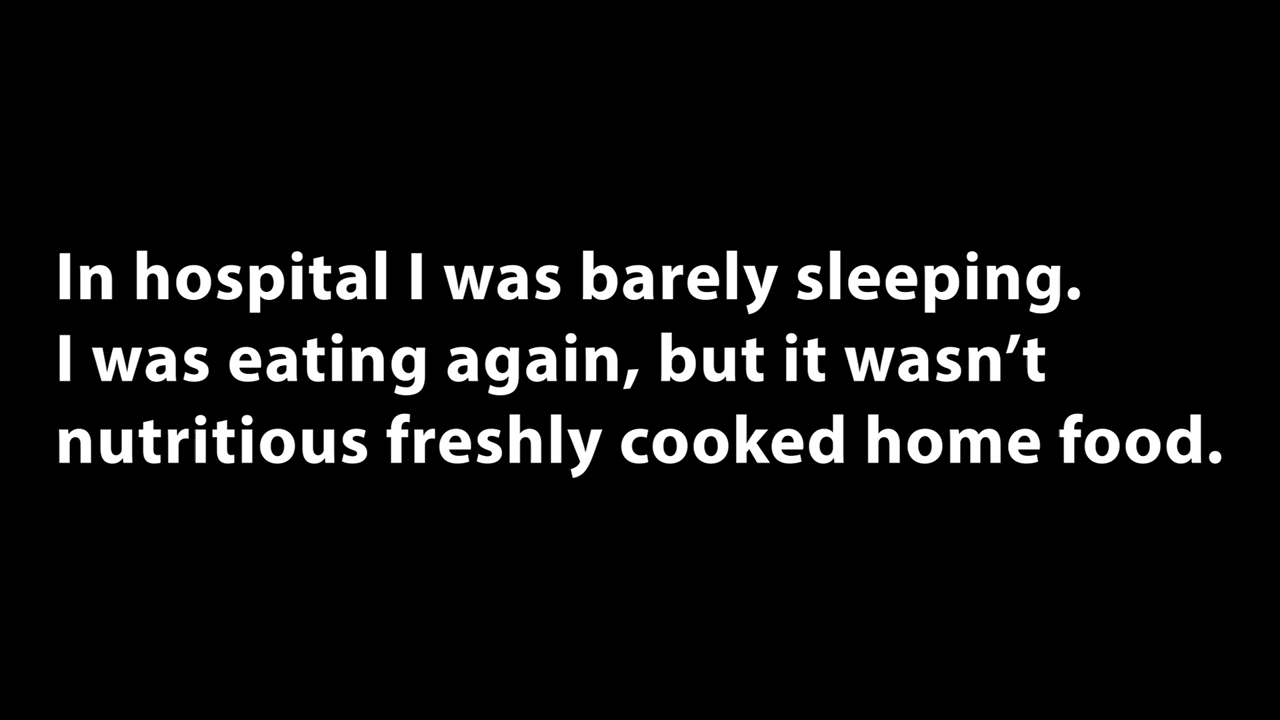 In hospital I was barely sleeping.
I was eating again, but it wasn’t
nutritious freshly cooked home food.